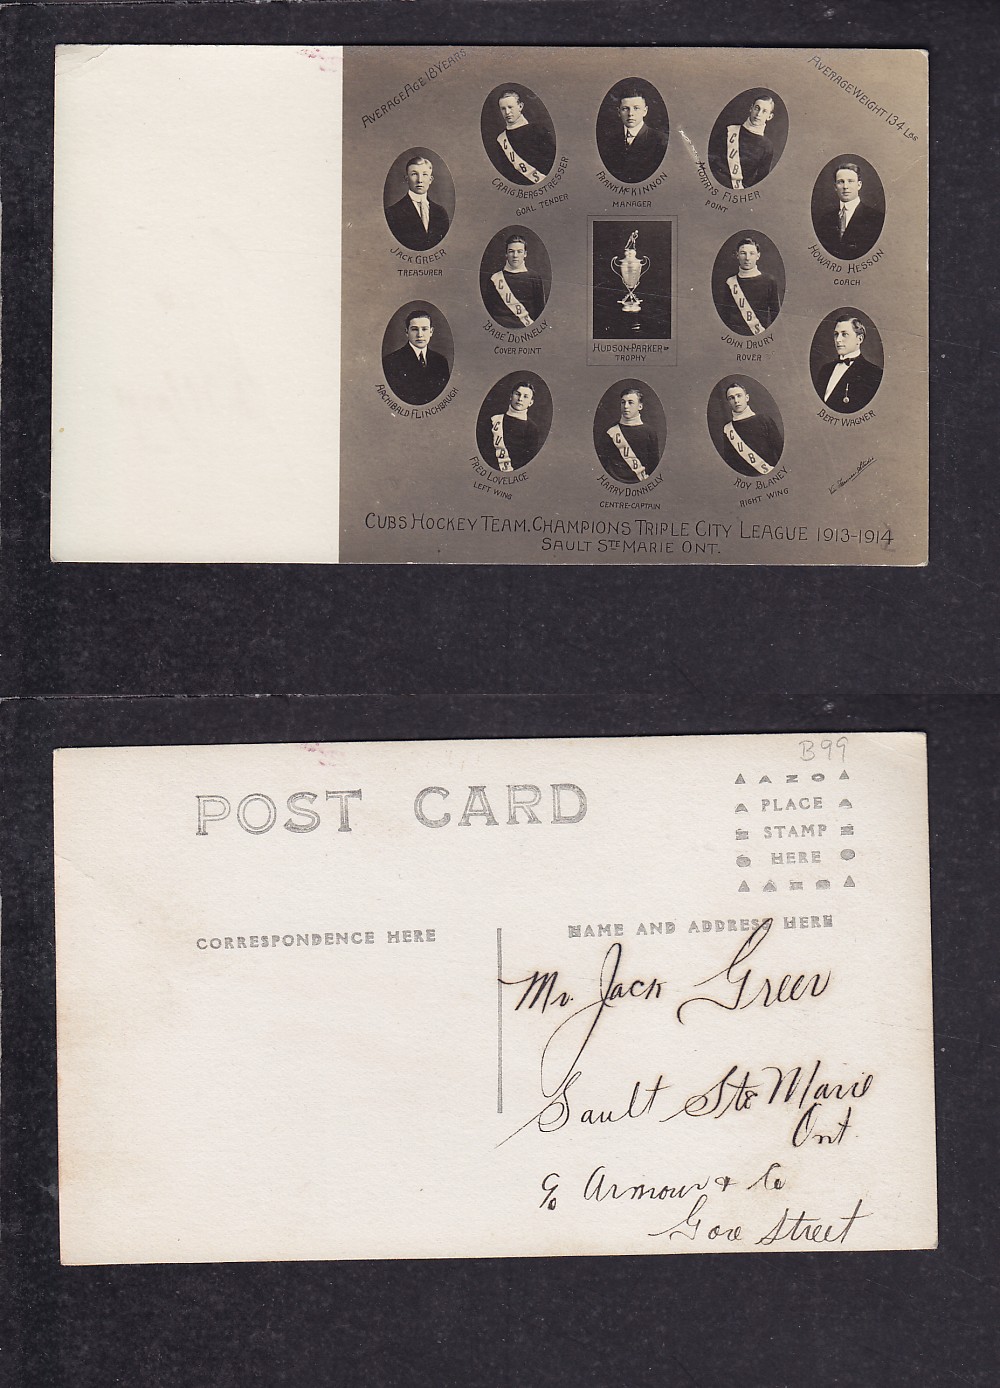 AVERAGE AGE 18 YEARS
AVERAGE WEIGHT 134 LBS
CUBS
CRAIG BERGSTRESSER
GOAL TENDER
FRANK MCKINNON
MANAGER
CUBS
MORRIS FISHER
POINT
JACK GREER
TREASURER
HOWARD HESSON
COACH
CUBS
"BABE" DONNELLY
COVER POINT
HUDSON-PARKER
TROPHY
CUBS
JOHN DRURY
ROVER
ARCHIBALD FLINCHBAUGH
BERT WAGNER
CUBS
FRED LOVELACE
LEFT WING
CUBS
HARRY DONNELLY
CENTRE-CAPTAIN
CUBS
ROY BLANEY
RIGHT WING
CUBS HOCKEY TEAM. CHAMPIONS TRIPLE CITY LEAGUE 1913-1914
SAULT STE MARIE ONT.
B99
POST CARD
AZO
PLACE
STAMP
HERE
CORRESPONDENCE HERE
NAME AND ADDRESS HERE
Mr. Jack Greer
Sault Ste Marie
Ont.
c/o Armour & Co
Gore Street